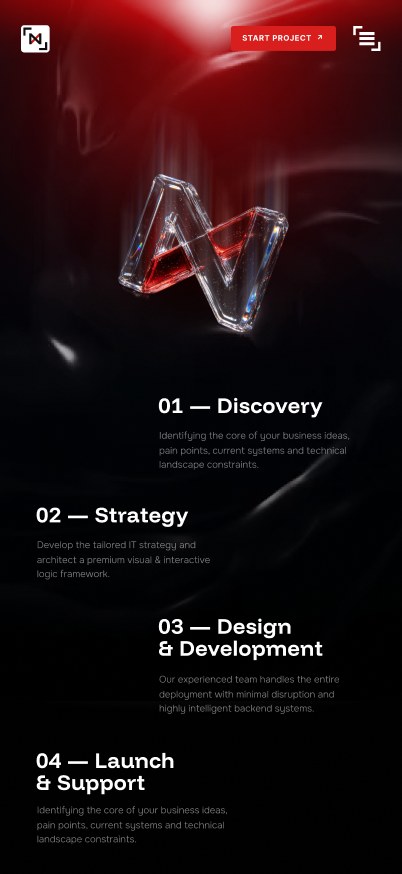 START PROJECT ↗
01 — Discovery
Identifying the core of your business ideas,
pain points, current systems and technical
landscape constraints.
02 — Strategy
Develop the tailored IT strategy and
architect a premium visual & interactive
logic framework.
03 — Design
& Development
Our experienced team handles the entire
deployment with minimal disruption and
highly intelligent backend systems.
04 — Launch
& Support
Identifying the core of your business ideas,
pain points, current systems and technical
landscape constraints.